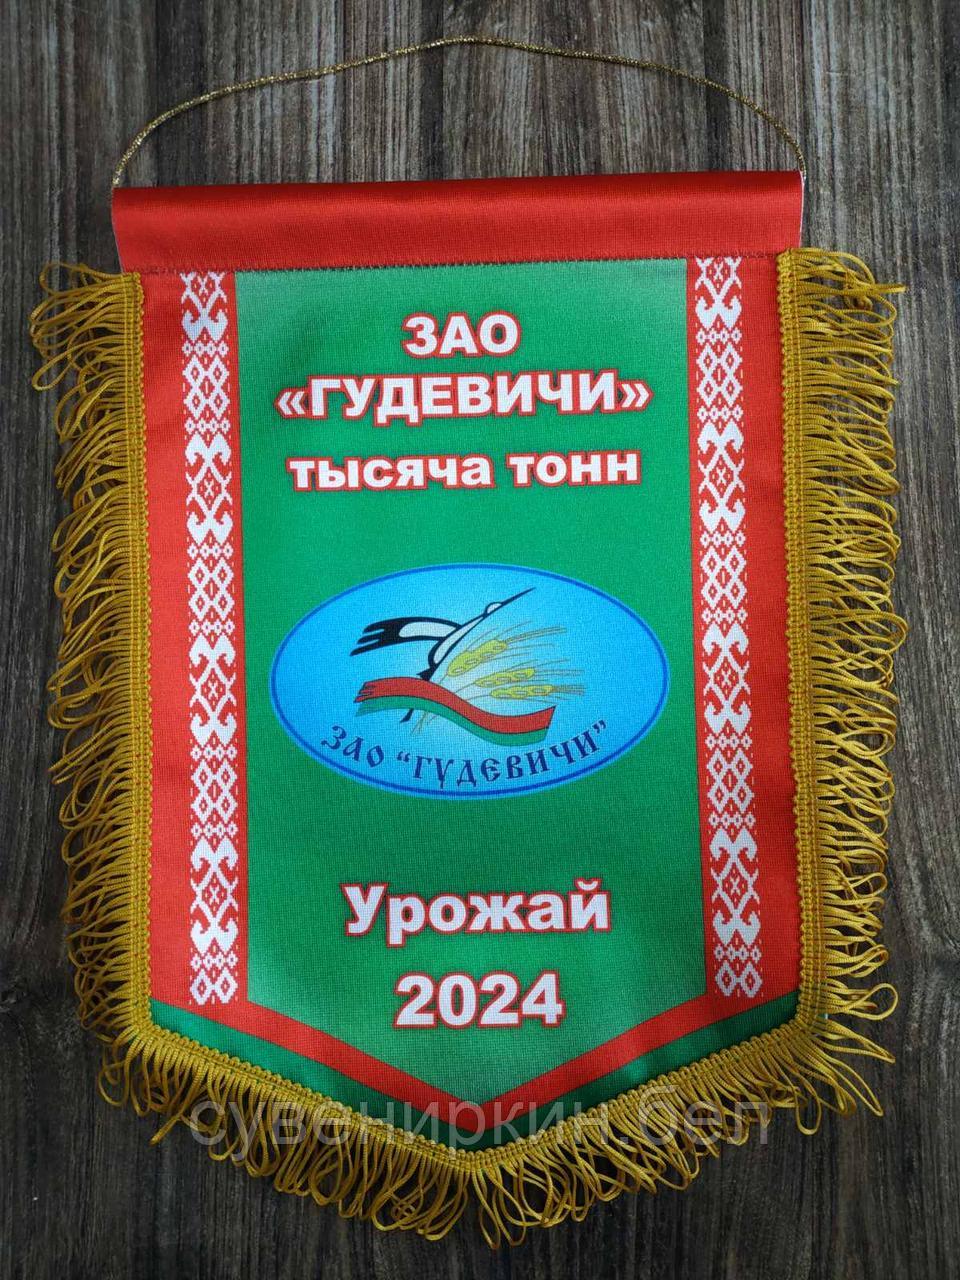 ЗАО
«ГУДЕВИЧИ»
тысяча тонн
ЗАО “ГУДЕВИЧИ”
Урожай
2024
сувениркин.бел